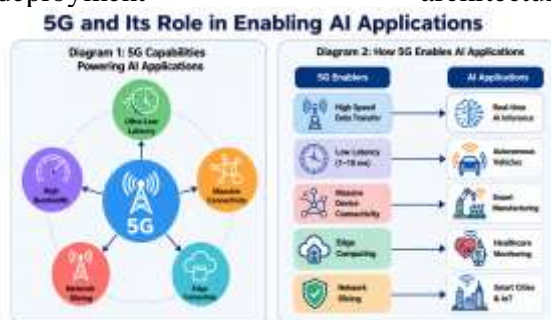 5G and Its Role in Enabling AI Applications
Diagram 1: 5G Capabilities
Powering AI Applications
Ultra-Low
Latency
High
Bandwidth
Massive
Connectivity
5G
Network
Slicing
Edge
Computing
Diagram 2: How 5G Enables AI Applications
5G Enablers
AI Applications
High Speed
Data Transfer
Real-time
AI Inference
Low Latency
(1–10 ms)
Autonomous
Vehicles
Massive
Device
Connectivity
Smart
Manufacturing
Edge
Computing
Healthcare
Monitoring
Network
Slicing
Smart Cities
& IoT